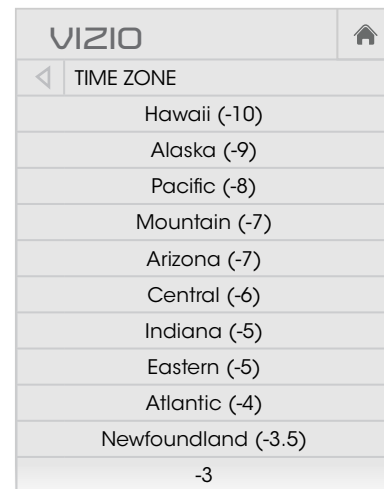 VIZIO
TIME ZONE
Hawaii (-10)
Alaska (-9)
Pacific (-8)
Mountain (-7)
Arizona (-7)
Central (-6)
Indiana (-5)
Eastern (-5)
Atlantic (-4)
Newfoundland (-3.5)
-3